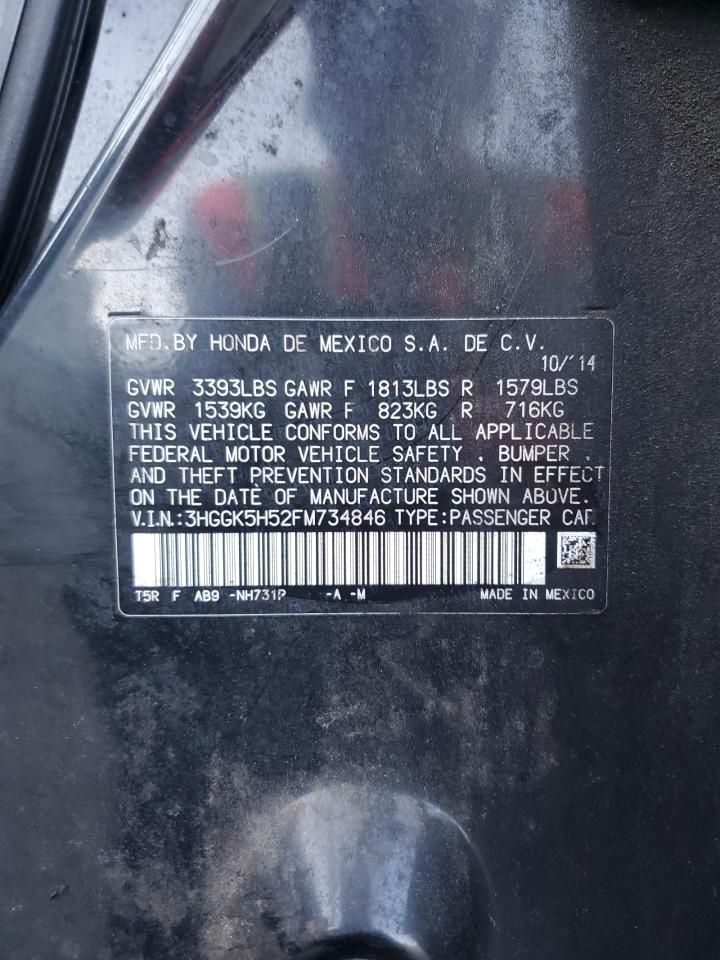 MFD.BY HONDA DE MEXICO S.A. DE C.V.
10/'14
GVWR 3393LBS GAWR F 1813LBS R 1579LBS
GVWR 1539KG GAWR F 823KG R 716KG
THIS VEHICLE CONFORMS TO ALL APPLICABLE
FEDERAL MOTOR VEHICLE SAFETY , BUMPER ,
AND THEFT PREVENTION STANDARDS IN EFFECT
ON THE DATE OF MANUFACTURE SHOWN ABOVE.
V.I.N.:3HGGK5H52FM734846 TYPE:PASSENGER CAR
T5R F AB9 -NH731P -A -M MADE IN MEXICO